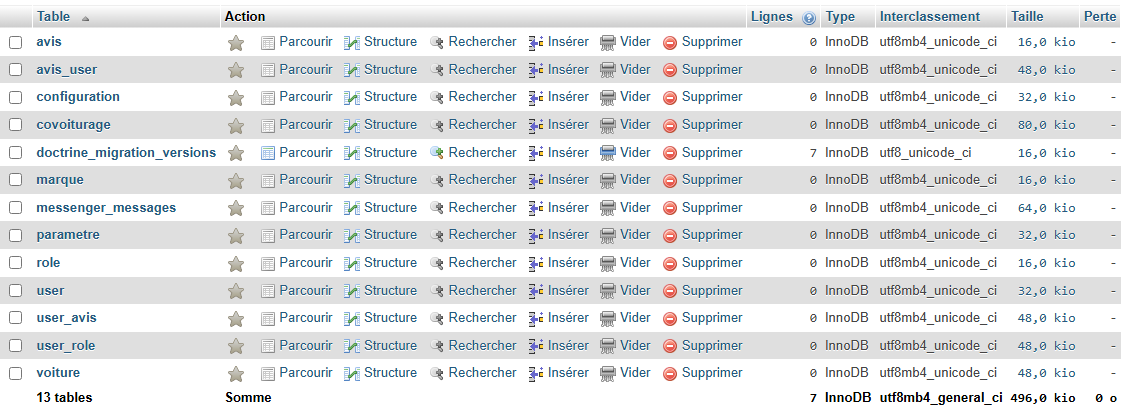 Table Action Lignes Type Interclassement Taille Perte
avis Parcourir Structure Rechercher Insérer Vider Supprimer 0 InnoDB utf8mb4_unicode_ci 16,0 kio -
avis_user Parcourir Structure Rechercher Insérer Vider Supprimer 0 InnoDB utf8mb4_unicode_ci 48,0 kio -
configuration Parcourir Structure Rechercher Insérer Vider Supprimer 0 InnoDB utf8mb4_unicode_ci 32,0 kio -
covoiturage Parcourir Structure Rechercher Insérer Vider Supprimer 0 InnoDB utf8mb4_unicode_ci 80,0 kio -
doctrine_migration_versions Parcourir Structure Rechercher Insérer Vider Supprimer 7 InnoDB utf8_unicode_ci 16,0 kio -
marque Parcourir Structure Rechercher Insérer Vider Supprimer 0 InnoDB utf8mb4_unicode_ci 16,0 kio -
messenger_messages Parcourir Structure Rechercher Insérer Vider Supprimer 0 InnoDB utf8mb4_unicode_ci 64,0 kio -
parametre Parcourir Structure Rechercher Insérer Vider Supprimer 0 InnoDB utf8mb4_unicode_ci 32,0 kio -
role Parcourir Structure Rechercher Insérer Vider Supprimer 0 InnoDB utf8mb4_unicode_ci 16,0 kio -
user Parcourir Structure Rechercher Insérer Vider Supprimer 0 InnoDB utf8mb4_unicode_ci 32,0 kio -
user_avis Parcourir Structure Rechercher Insérer Vider Supprimer 0 InnoDB utf8mb4_unicode_ci 48,0 kio -
user_role Parcourir Structure Rechercher Insérer Vider Supprimer 0 InnoDB utf8mb4_unicode_ci 48,0 kio -
voiture Parcourir Structure Rechercher Insérer Vider Supprimer 0 InnoDB utf8mb4_unicode_ci 48,0 kio -
13 tables Somme 7 InnoDB utf8mb4_general_ci 496,0 kio 0 o